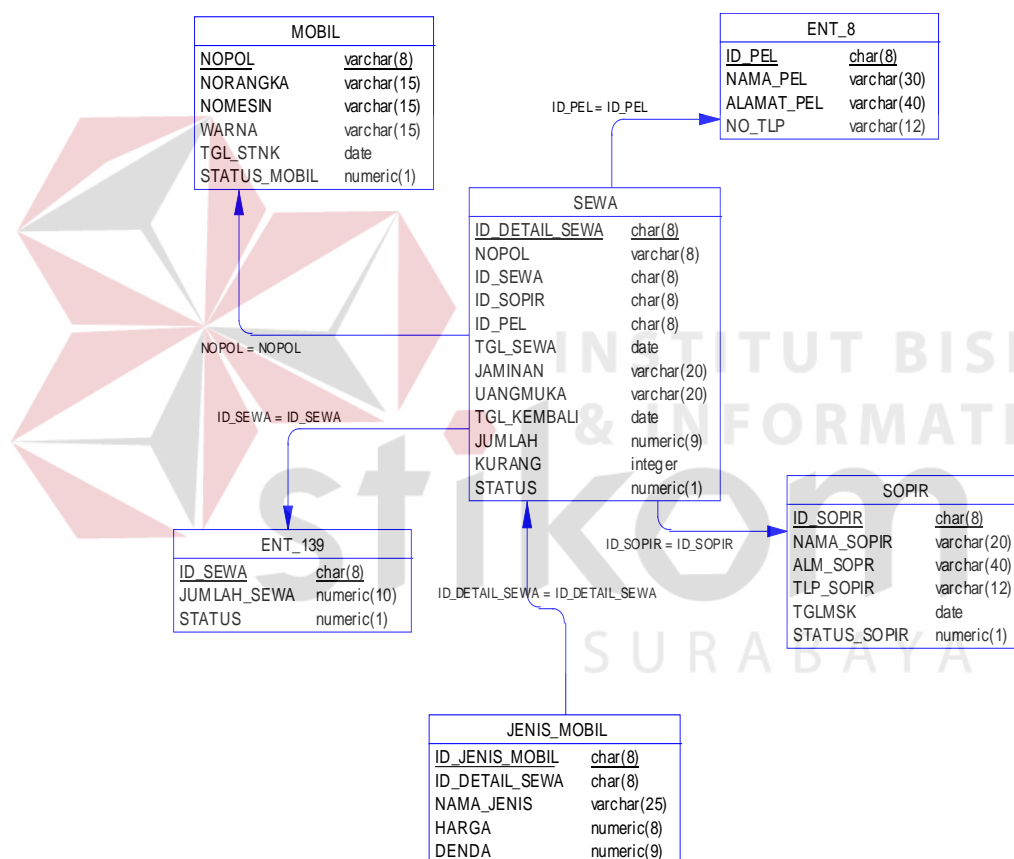 MOBIL
NOPOL varchar(8)
NORANGKA varchar(15)
NOMESIN varchar(15)
WARNA varchar(15)
TGL_STNK date
STATUS_MOBIL numeric(1)
ENT_8
ID_PEL char(8)
NAMA_PEL varchar(30)
ALAMAT_PEL varchar(40)
NO_TLP varchar(12)
ID_PEL = ID_PEL
SEWA
ID_DETAIL_SEWA char(8)
NOPOL varchar(8)
ID_SEWA char(8)
ID_SOPIR char(8)
ID_PEL char(8)
TGL_SEWA date
JAMINAN varchar(20)
UANGMUKA varchar(20)
TGL_KEMBALI date
JUMLAH numeric(9)
KURANG integer
STATUS numeric(1)
NOPOL = NOPOL
ID_SEWA = ID_SEWA
INSTITUT BISI
& INFORMATI
stikom
SURABAYA
ENT_139
ID_SEWA char(8)
JUMLAH_SEWA numeric(10)
STATUS numeric(1)
ID_SOPIR = ID_SOPIR
SOPIR
ID_SOPIR char(8)
NAMA_SOPIR varchar(20)
ALM_SOPR varchar(40)
TLP_SOPIR varchar(12)
TGLMSK date
STATUS_SOPIR numeric(1)
ID_DETAIL_SEWA = ID_DETAIL_SEWA
JENIS_MOBIL
ID_JENIS_MOBIL char(8)
ID_DETAIL_SEWA char(8)
NAMA_JENIS varchar(25)
HARGA numeric(8)
DENDA numeric(9)